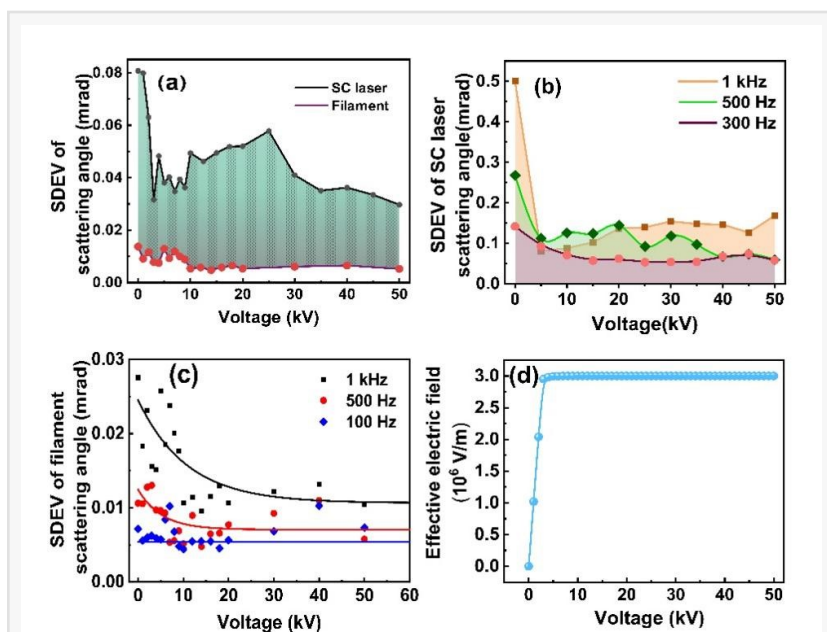 (a)
SC laser
Filament
SDEV of
scattering angle (mrad)
0.08
0.06
0.04
0.02
0.00
0 10 20 30 40 50
Voltage (kV)
(b)
1 kHz
500 Hz
300 Hz
SDEV of SC laser
scattering angle(mrad)
0.5
0.4
0.3
0.2
0.1
0.0
0 10 20 30 40 50
Voltage(kV)
(c)
1 kHz
500 Hz
100 Hz
SDEV of filament
scattering angle (mrad)
0.03
0.02
0.01
0.00
0 10 20 30 40 50 60
Voltage (kV)
(d)
Effective electric field
(10⁶ V/m)
3.0
2.5
2.0
1.5
1.0
0.5
0.0
0 10 20 30 40 50
Voltage (kV)